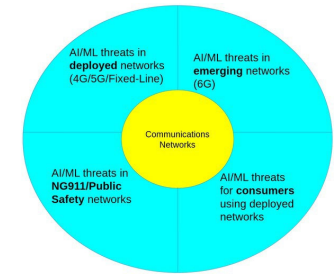 AI/ML threats in
deployed networks
(4G/5G/Fixed-Line)
AI/ML threats in
emerging networks
(6G)
Communications
Networks
AI/ML threats in
NG911/Public
Safety networks
AI/ML threats
for consumers
using deployed
networks